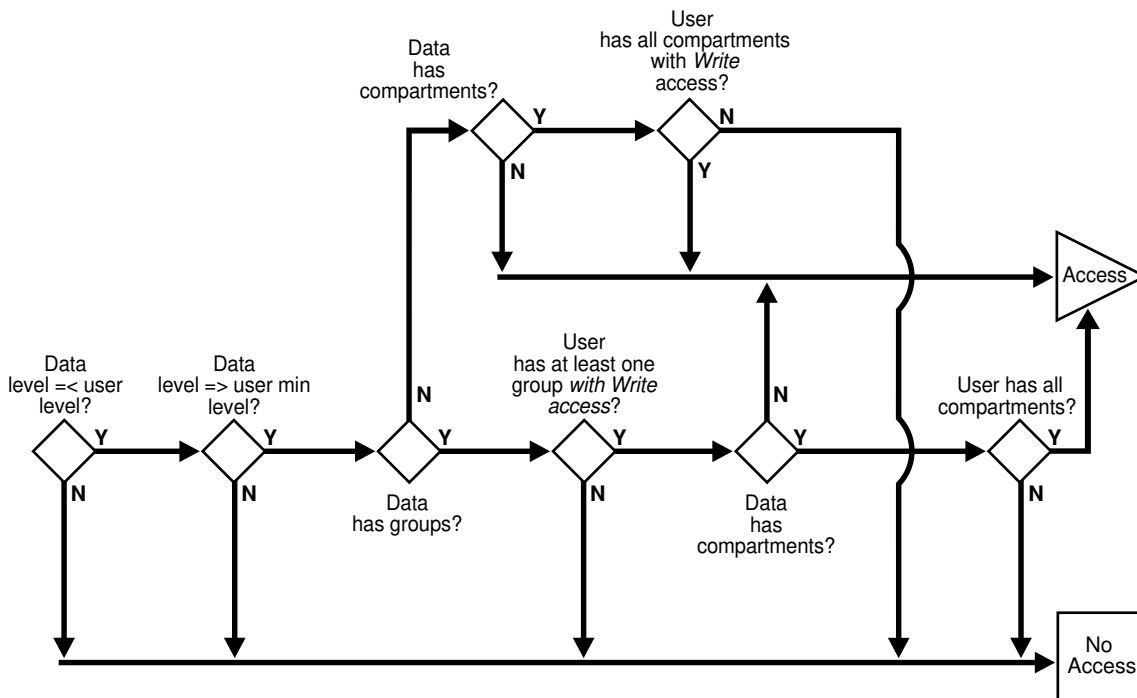 User
has all compartments
with Write
access?
Data
has
compartments?
Y
N
N
Y
Access
Data
level =< user
level?
Data
level => user min
level?
User
has at least one
group with Write
access?
User has all
compartments?
N
N
Y
Y
Y
Y
Y
Y
N
N
N
N
Data
has groups?
Data
has
compartments?
No
Access